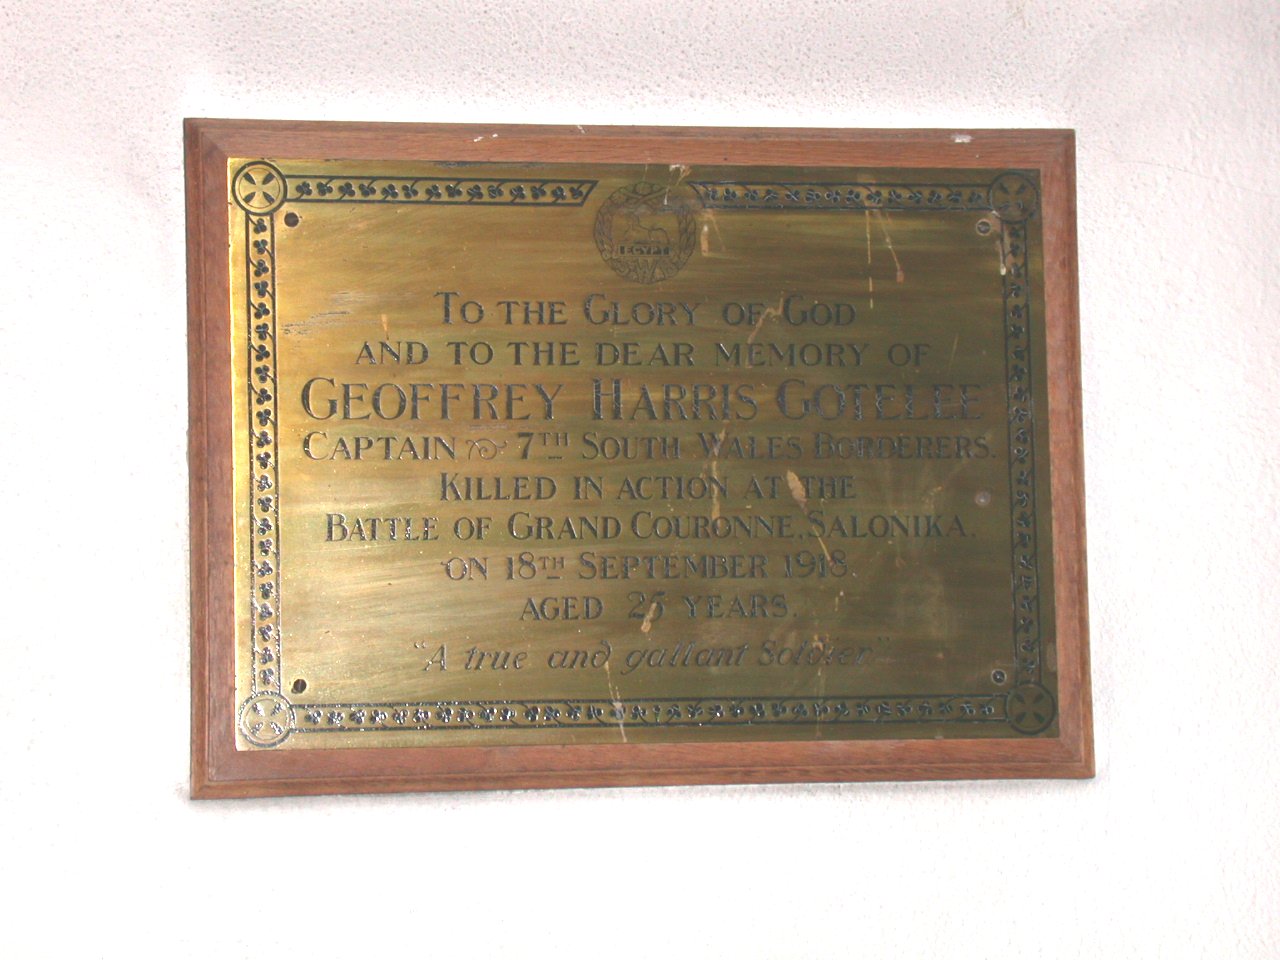 EGYPT
SWB
TO THE GLORY OF GOD
AND TO THE DEAR MEMORY OF
GEOFFREY HARRIS GOTELEE
CAPTAIN 7TH SOUTH WALES BORDERERS.
KILLED IN ACTION AT THE
BATTLE OF GRAND COURONNE, SALONIKA.
ON 18TH SEPTEMBER 1918.
AGED 25 YEARS.
"A true and gallant Soldier."